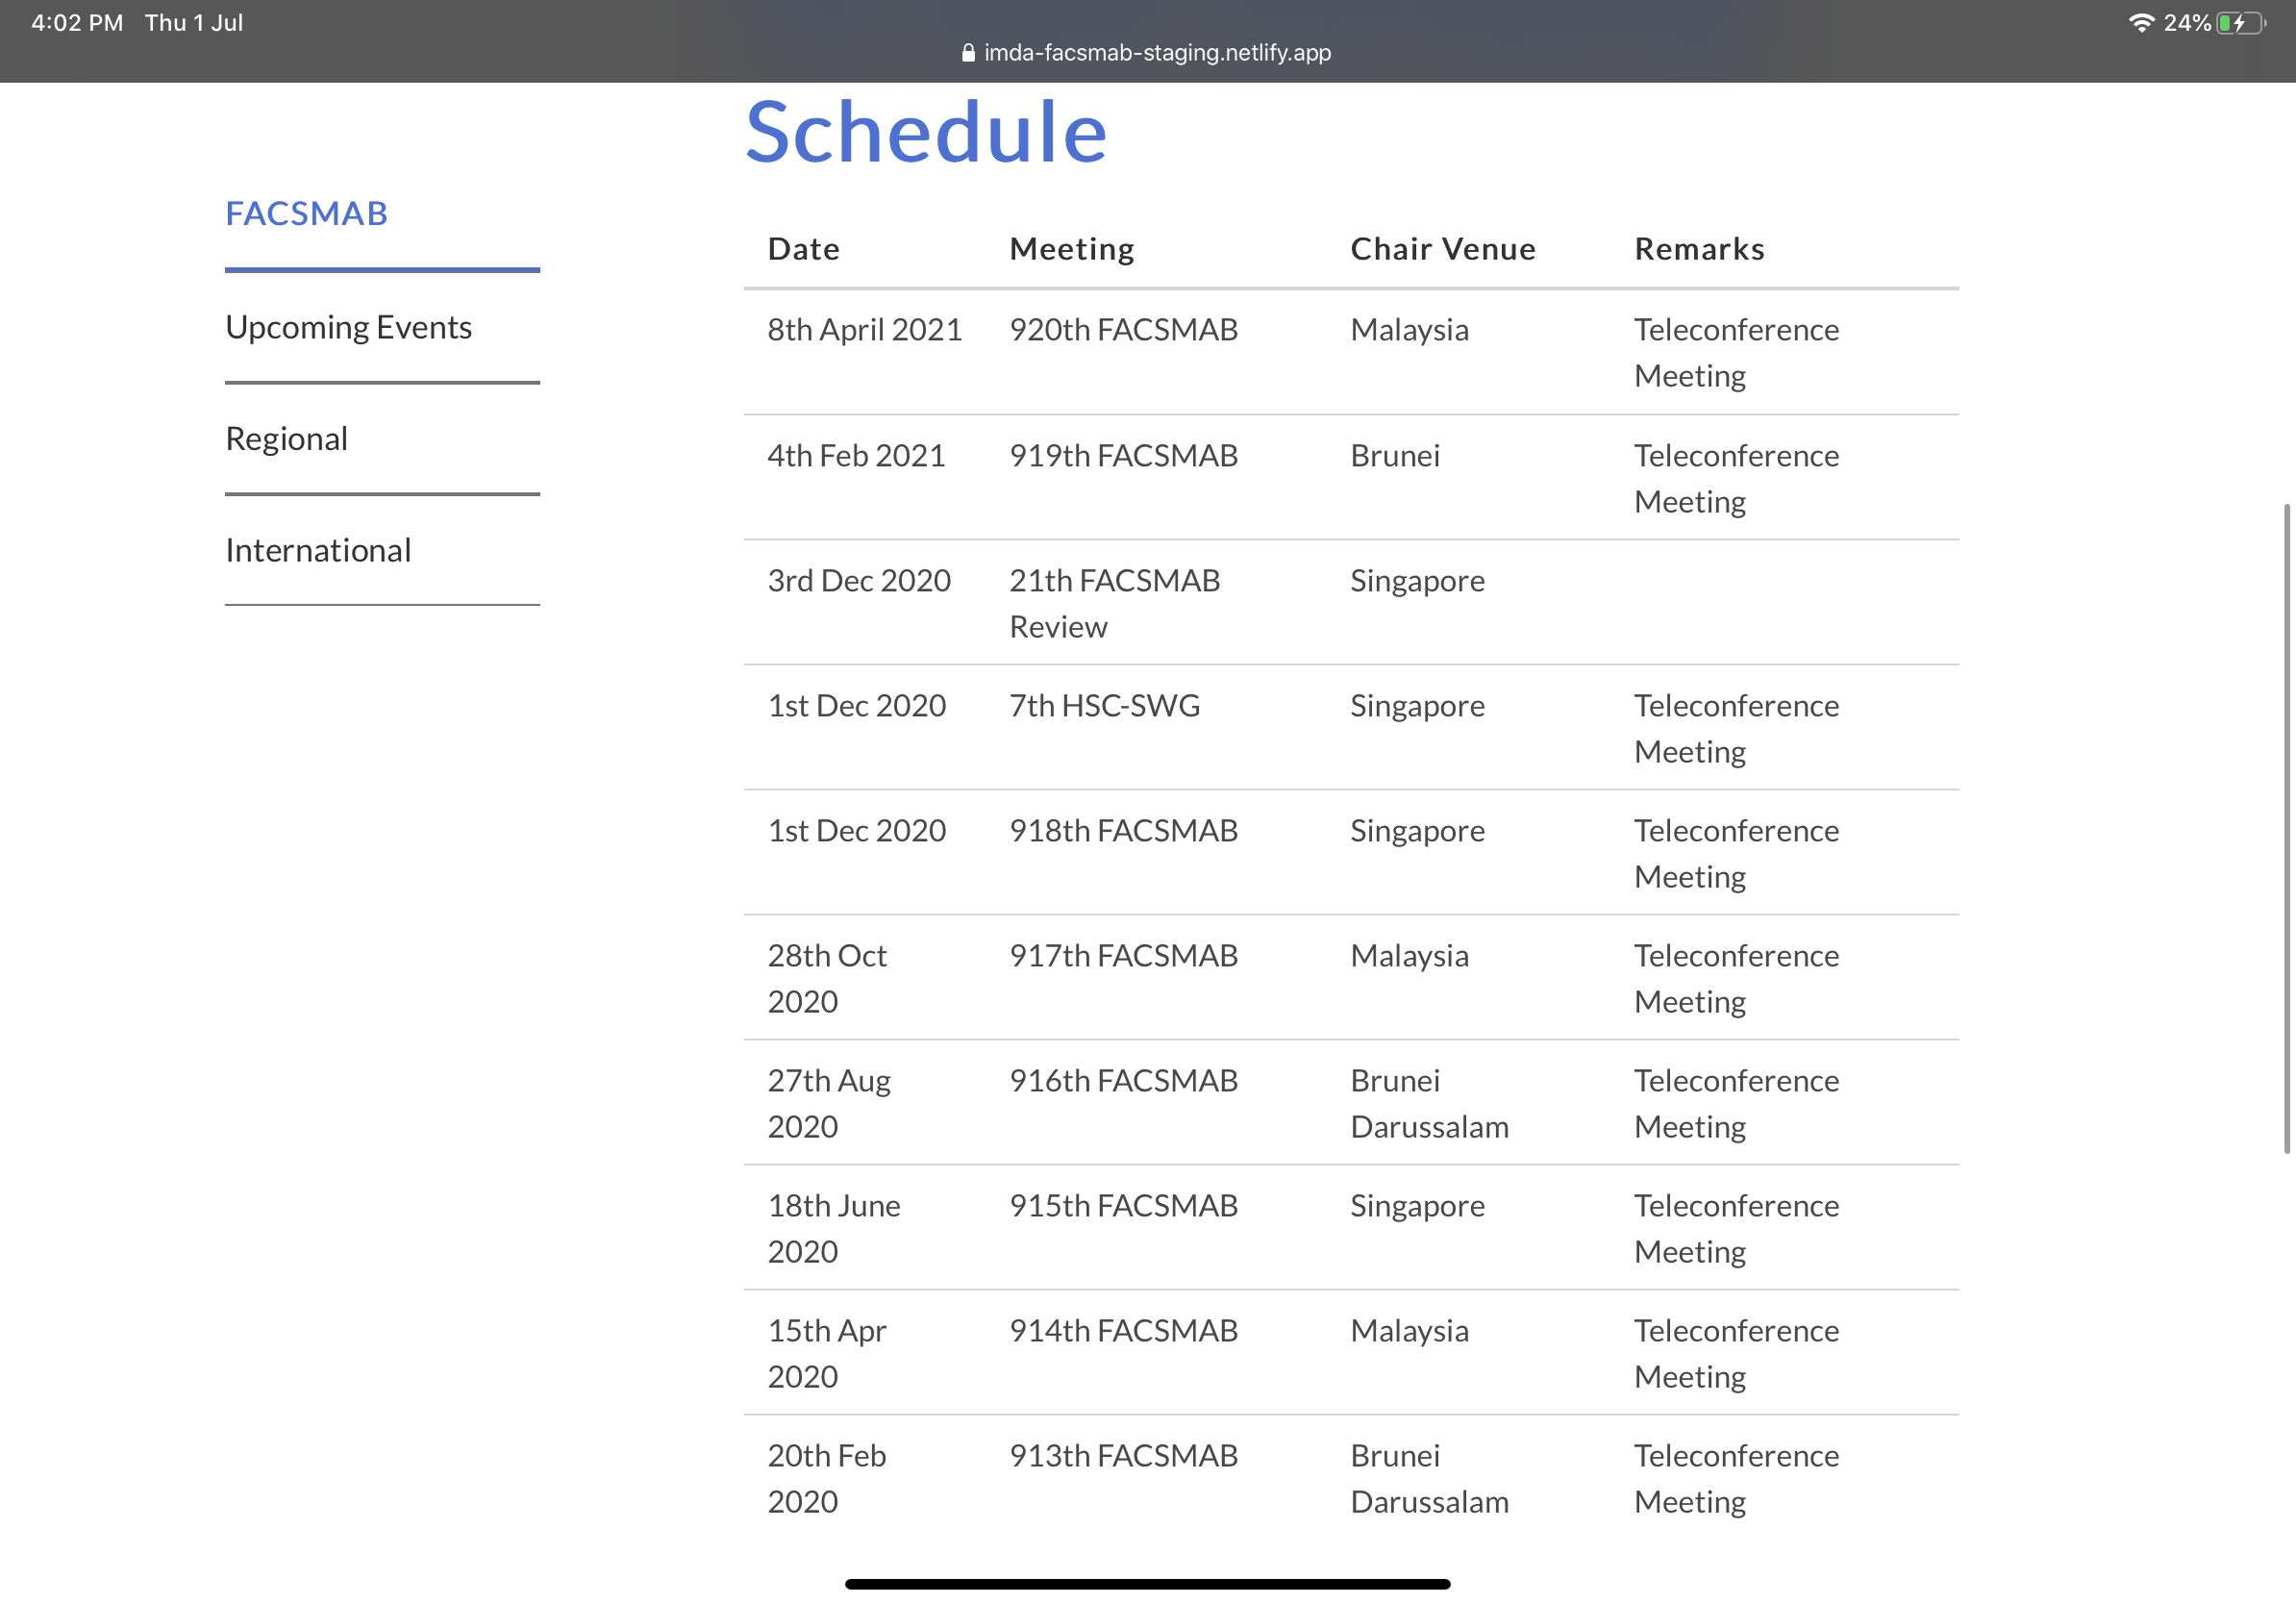 4:02 PM Thu 1 Jul
24%
imda-facsmab-staging.netlify.app
Schedule
FACSMAB
Upcoming Events
Regional
International
Date Meeting Chair Venue Remarks
8th April 2021 920th FACSMAB Malaysia Teleconference
Meeting
4th Feb 2021 919th FACSMAB Brunei Teleconference
Meeting
3rd Dec 2020 21th FACSMAB Singapore
Review
1st Dec 2020 7th HSC-SWG Singapore Teleconference
Meeting
1st Dec 2020 918th FACSMAB Singapore Teleconference
Meeting
28th Oct 917th FACSMAB Malaysia Teleconference
2020 Meeting
27th Aug 916th FACSMAB Brunei Teleconference
2020 Darussalam Meeting
18th June 915th FACSMAB Singapore Teleconference
2020 Meeting
15th Apr 914th FACSMAB Malaysia Teleconference
2020 Meeting
20th Feb 913th FACSMAB Brunei Teleconference
2020 Darussalam Meeting